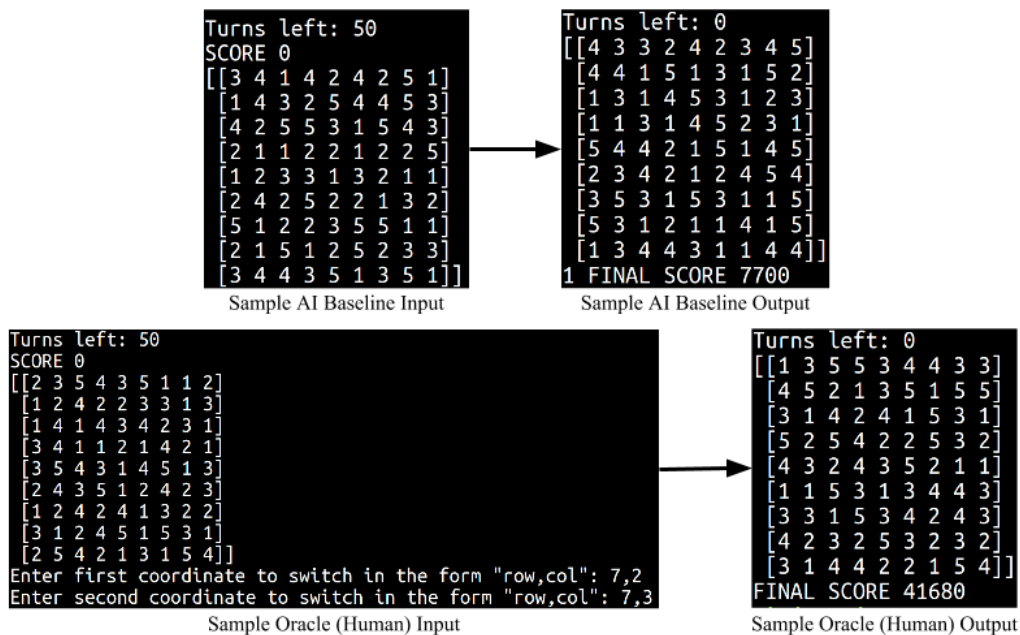 Turns left: 50
SCORE 0
[[3 4 1 4 2 4 2 5 1]
[1 4 3 2 5 4 4 5 3]
[4 2 5 5 3 1 5 4 3]
[2 1 1 2 2 1 2 2 5]
[1 2 3 3 1 3 2 1 1]
[2 4 2 5 2 2 1 3 2]
[5 1 2 2 3 5 5 1 1]
[2 1 5 1 2 5 2 3 3]
[3 4 4 3 5 1 3 5 1]]
Sample AI Baseline Input
Turns left: 0
[[4 3 3 2 4 2 3 4 5]
[4 4 1 5 1 3 1 5 2]
[1 3 1 4 5 3 1 2 3]
[1 1 3 1 4 5 2 3 1]
[5 4 4 2 1 5 1 4 5]
[2 3 4 2 1 2 4 5 4]
[3 5 3 1 5 3 1 1 5]
[5 3 1 2 1 1 4 1 5]
[1 3 4 4 3 1 1 4 4]]
1 FINAL SCORE 7700
Sample AI Baseline Output
Turns left: 50
SCORE 0
[[2 3 5 4 3 5 1 1 2]
[1 2 4 2 2 3 3 1 3]
[1 4 1 4 3 4 2 3 1]
[3 4 1 1 2 1 4 2 1]
[3 5 4 3 1 4 5 1 3]
[2 4 3 5 1 2 4 2 3]
[1 2 4 2 4 1 3 2 2]
[3 1 2 4 5 1 5 3 1]
[2 5 4 2 1 3 1 5 4]]
Enter first coordinate to switch in the form "row,col": 7,2
Enter second coordinate to switch in the form "row,col": 7,3
Sample Oracle (Human) Input
Turns left: 0
[[1 3 5 5 3 4 4 3 3]
[4 5 2 1 3 5 1 5 5]
[3 1 4 2 4 1 5 3 1]
[5 2 5 4 2 2 5 3 2]
[4 3 2 4 3 5 2 1 1]
[1 1 5 3 1 3 4 4 3]
[3 3 1 5 3 4 2 4 3]
[4 2 3 2 5 3 2 3 2]
[3 1 4 4 2 2 1 5 4]]
FINAL SCORE 41680
Sample Oracle (Human) Output